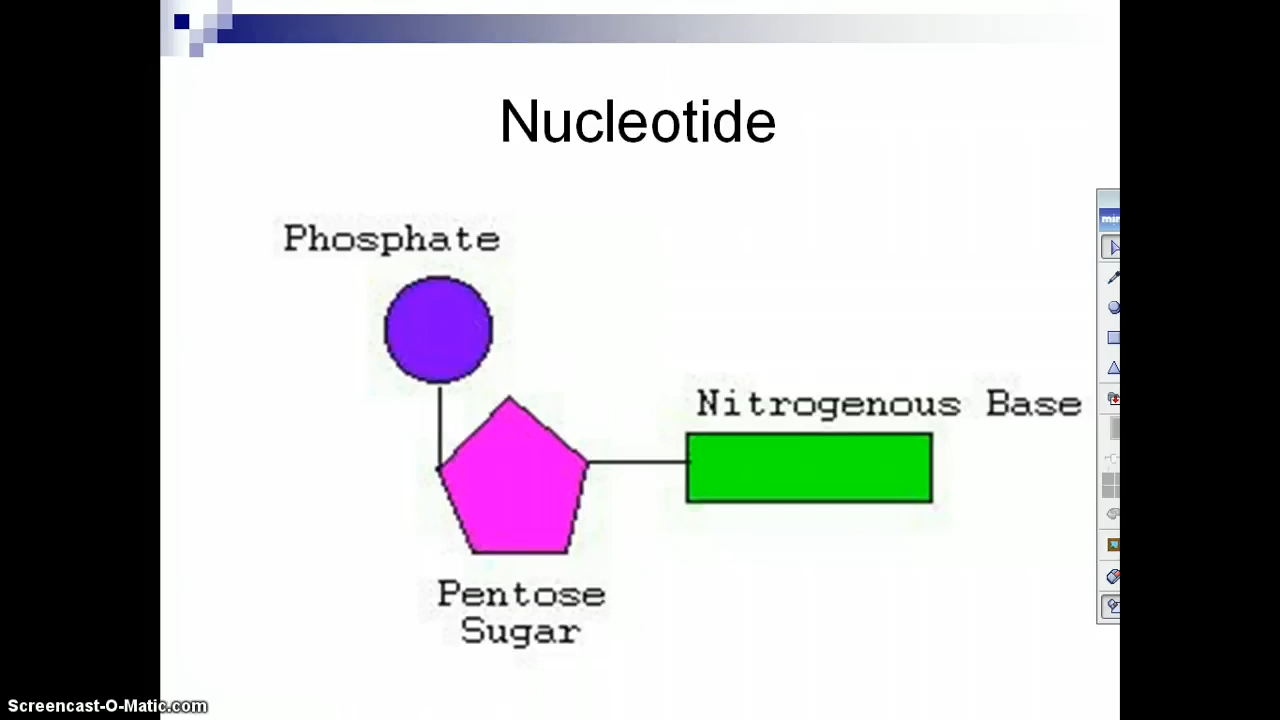 Nucleotide
Phosphate
Nitrogenous Base
Pentose
Sugar
Screencast-O-Matic.com